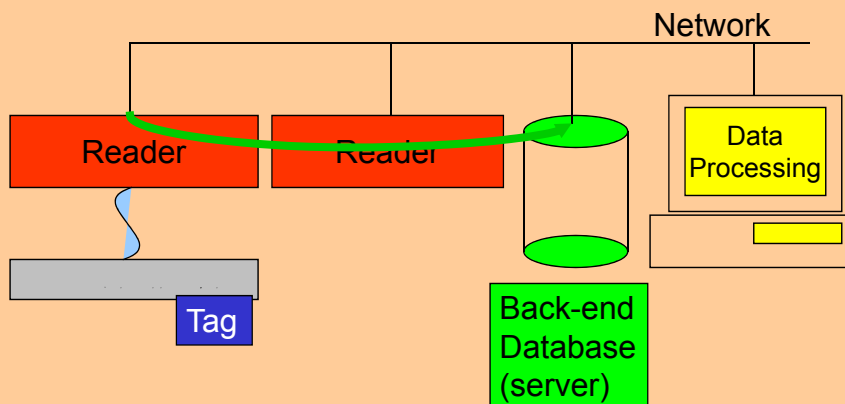 Network
Reader
Reader
Data
Processing
Tag
Back-end
Database
(server)